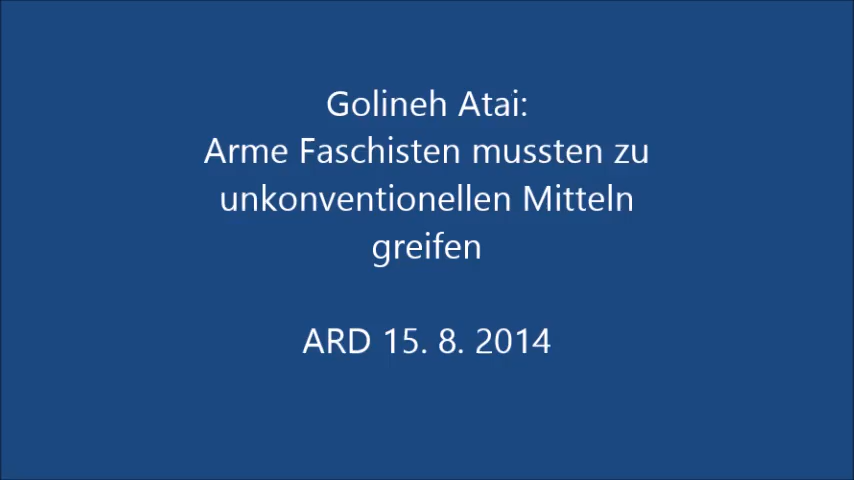 Golineh Atai:
Arme Faschisten mussten zu
unkonventionellen Mitteln
greifen
ARD 15. 8. 2014